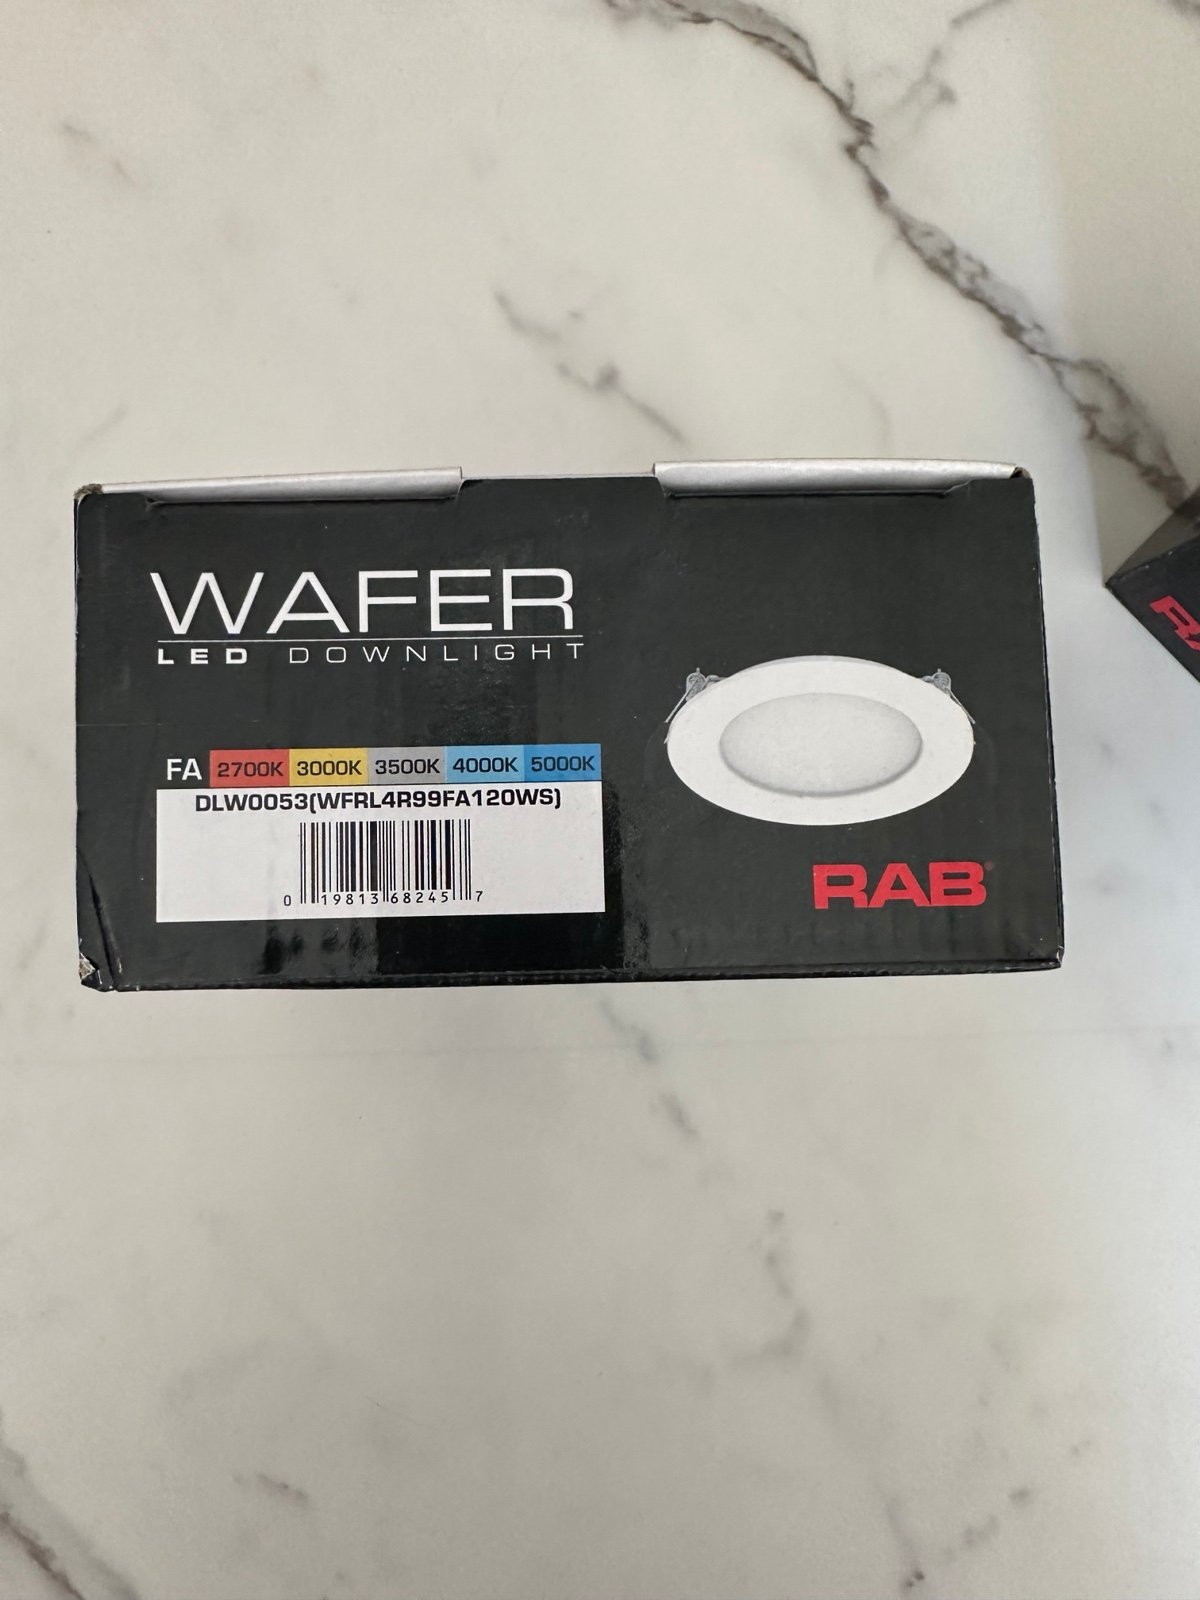 WAFER
LED DOWNLIGHT
FA 2700K 3000K 3500K 4000K 5000K
DLW0053(WFRL4R99FA120WS)
0 19813 68245 7
RAB